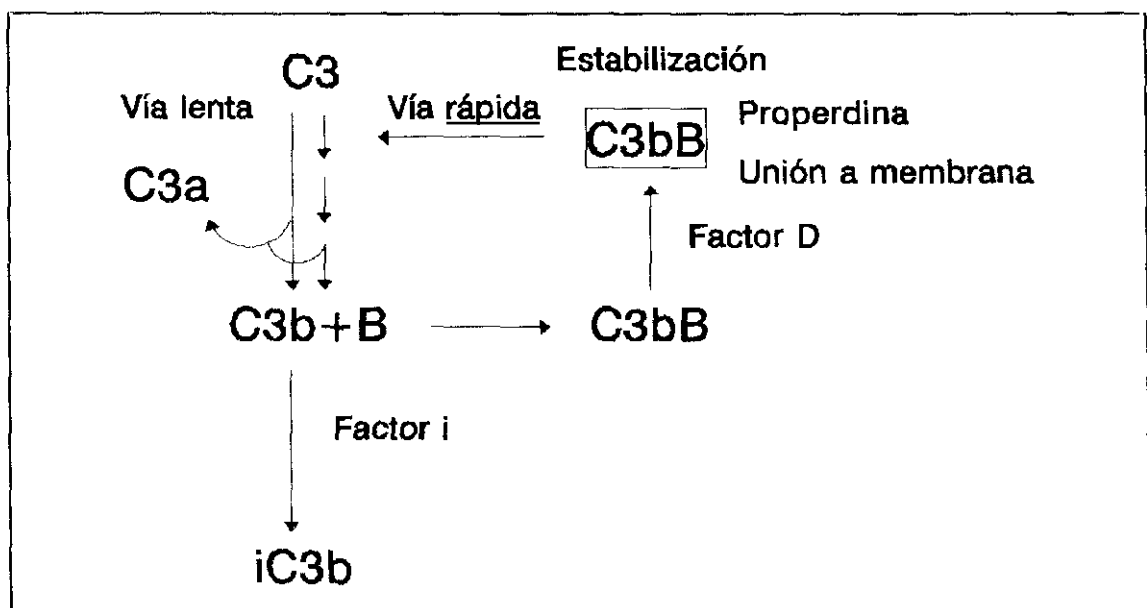 C3
Estabilización
Vía lenta
Vía rápida
C3bB
Properdina
C3a
Unión a membrana
Factor D
C3b+B
C3bB
Factor i
iC3b